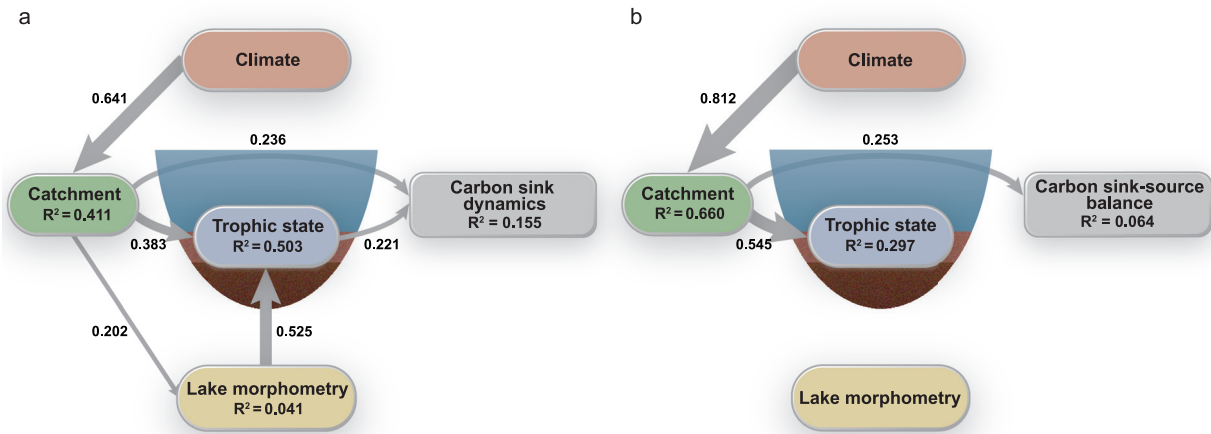 a
Climate
0.641
0.236
Catchment
R² = 0.411
Carbon sink
dynamics
R² = 0.155
Trophic state
R² = 0.503
0.383
0.221
0.202
0.525
Lake morphometry
R² = 0.041
b
Climate
0.812
0.253
Catchment
R² = 0.660
Carbon sink-source
balance
R² = 0.064
Trophic state
R² = 0.297
0.545
Lake morphometry